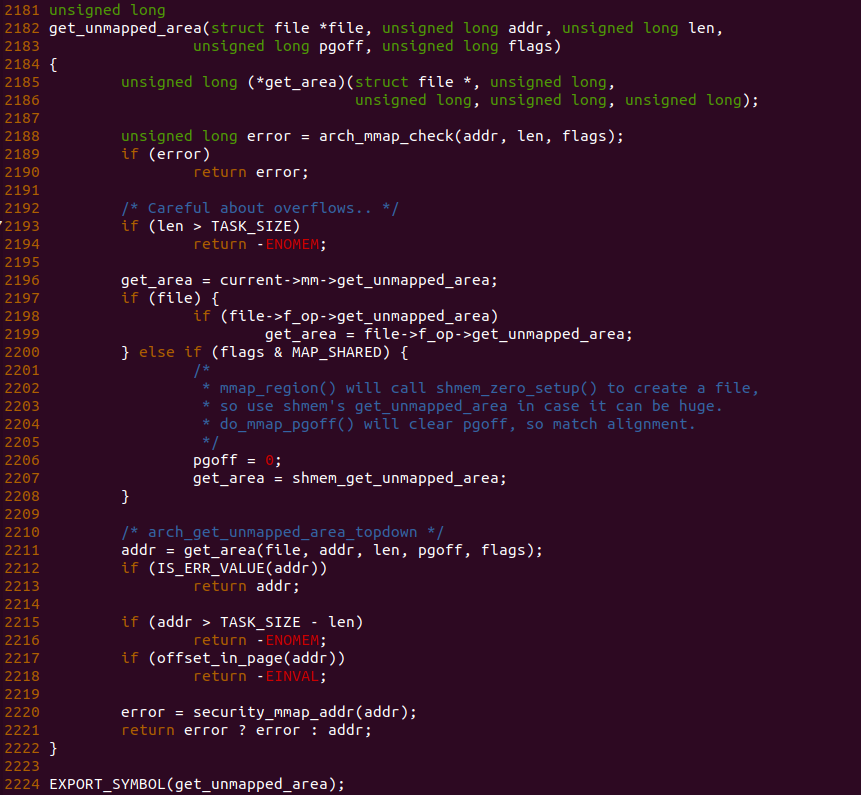 2181 unsigned long
2182 get_unmapped_area(struct file *file, unsigned long addr, unsigned long len,
2183                 unsigned long pgoff, unsigned long flags)
2184 {
2185         unsigned long (*get_area)(struct file *, unsigned long,
2186                                   unsigned long, unsigned long, unsigned long);
2187
2188         unsigned long error = arch_mmap_check(addr, len, flags);
2189         if (error)
2190                 return error;
2191
2192         /* Careful about overflows.. */
2193         if (len > TASK_SIZE)
2194                 return -ENOMEM;
2195
2196         get_area = current->mm->get_unmapped_area;
2197         if (file) {
2198                 if (file->f_op->get_unmapped_area)
2199                         get_area = file->f_op->get_unmapped_area;
2200         } else if (flags & MAP_SHARED) {
2201                 /*
2202                  * mmap_region() will call shmem_zero_setup() to create a file,
2203                  * so use shmem's get_unmapped_area in case it can be huge.
2204                  * do_mmap_pgoff() will clear pgoff, so match alignment.
2205                  */
2206                 pgoff = 0;
2207                 get_area = shmem_get_unmapped_area;
2208         }
2209
2210         /* arch_get_unmapped_area_topdown */
2211         addr = get_area(file, addr, len, pgoff, flags);
2212         if (IS_ERR_VALUE(addr))
2213                 return addr;
2214
2215         if (addr > TASK_SIZE - len)
2216                 return -ENOMEM;
2217         if (offset_in_page(addr))
2218                 return -EINVAL;
2219
2220         error = security_mmap_addr(addr);
2221         return error ? error : addr;
2222 }
2223
2224 EXPORT_SYMBOL(get_unmapped_area);